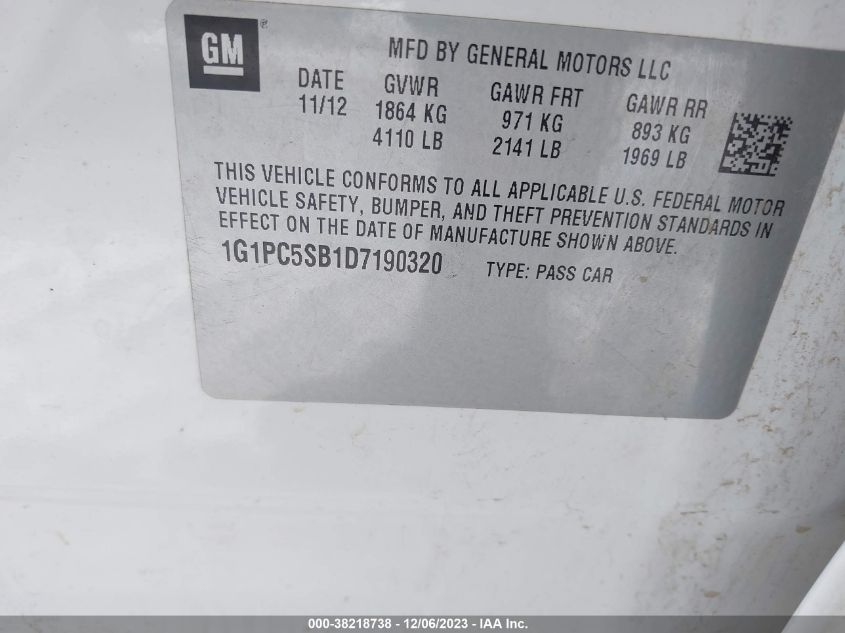 GM®
MFD BY GENERAL MOTORS LLC
DATE GVWR GAWR FRT GAWR RR
11/12 1864 KG 971 KG 893 KG
4110 LB 2141 LB 1969 LB
THIS VEHICLE CONFORMS TO ALL APPLICABLE U.S. FEDERAL MOTOR
VEHICLE SAFETY, BUMPER, AND THEFT PREVENTION STANDARDS IN
EFFECT ON THE DATE OF MANUFACTURE SHOWN ABOVE.
1G1PC5SB1D7190320 TYPE: PASS CAR
000-38218738 - 12/06/2023 - IAA Inc.